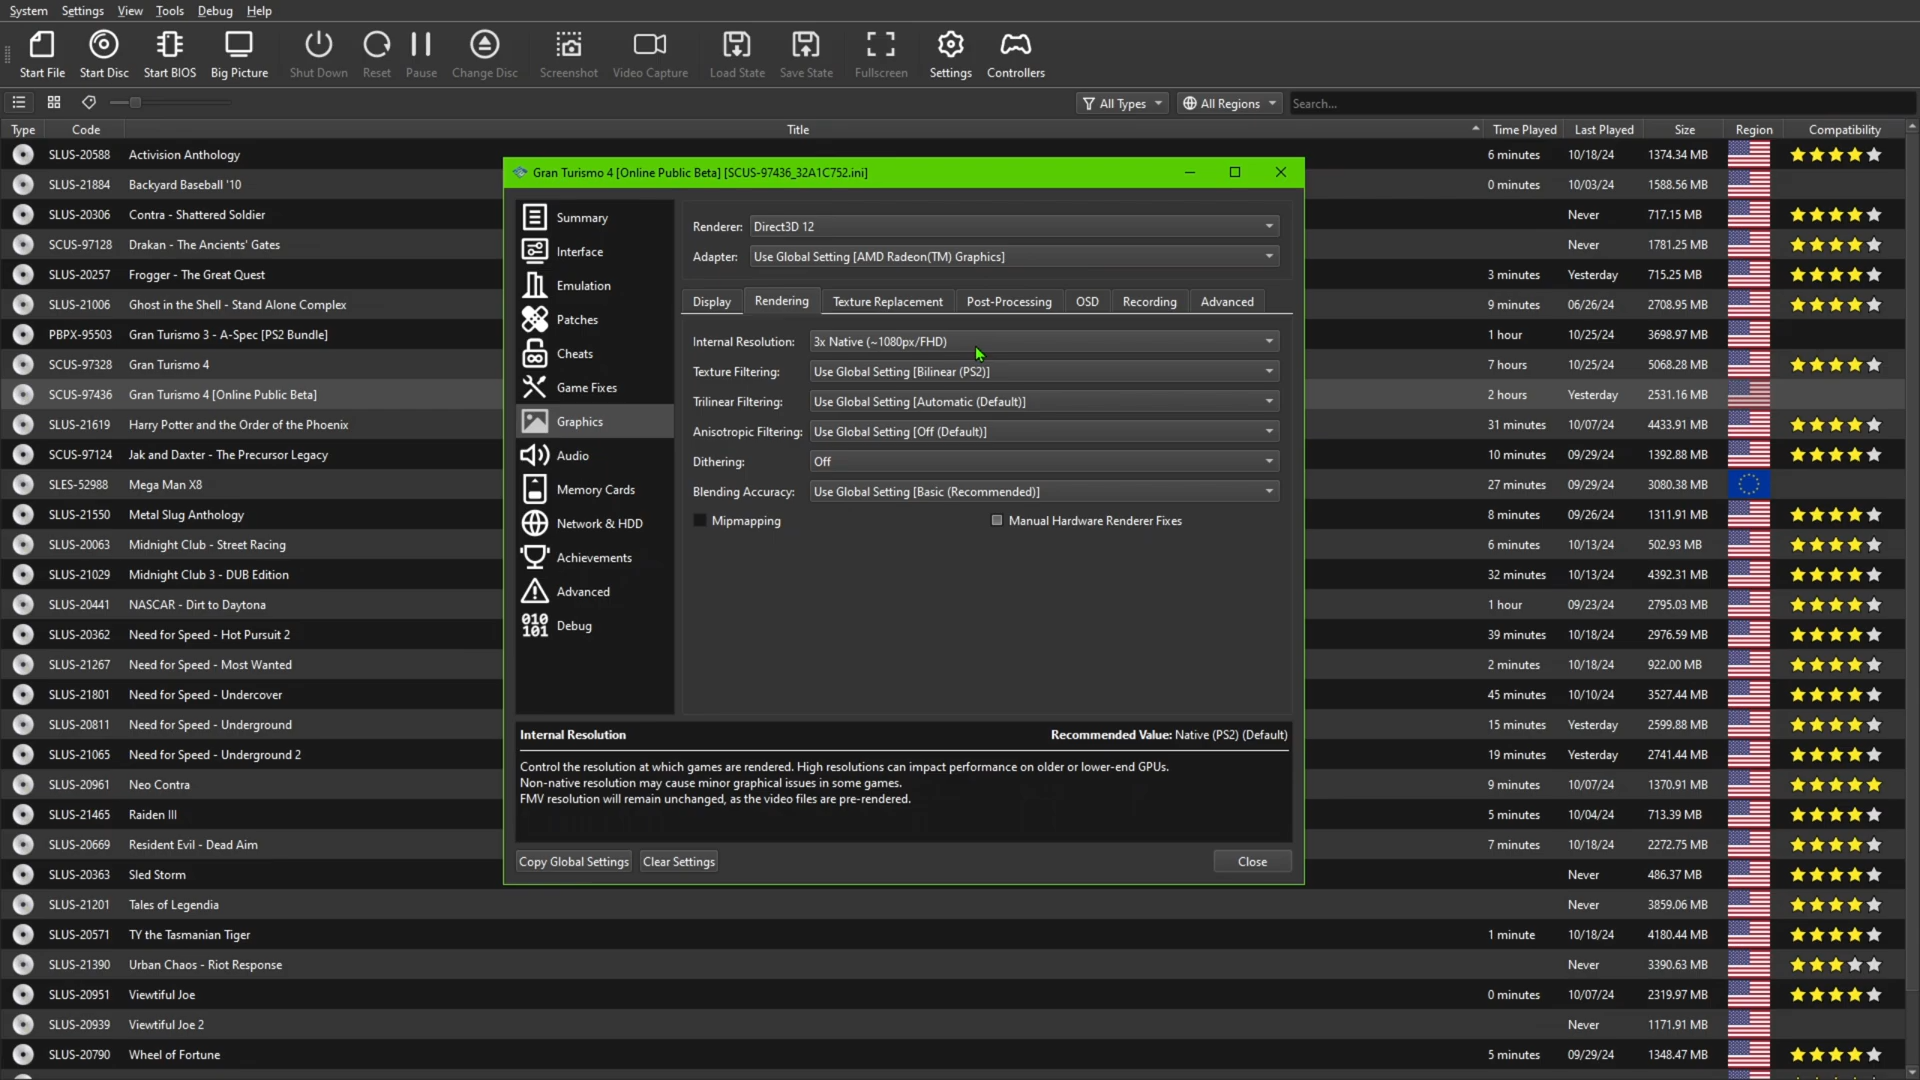 System Settings View Tools Debug Help
Start File Start Disc Start BIOS Big Picture Shut Down Reset Pause Change Disc Screenshot Video Capture Load State Save State Fullscreen Settings Controllers
All Types All Regions Search...
Type Code Title Time Played Last Played Size Region Compatibility
SLUS-20588 Activision Anthology 6 minutes 10/18/24 1374.34 MB
SLUS-21884 Backyard Baseball '10 0 minutes 10/03/24 1588.56 MB
SLUS-20306 Contra - Shattered Soldier Never 717.15 MB
SCUS-97128 Drakan - The Ancients' Gates Never 1781.25 MB
SLUS-20257 Frogger - The Great Quest 3 minutes Yesterday 715.25 MB
SLUS-21006 Ghost in the Shell - Stand Alone Complex 9 minutes 06/26/24 2708.95 MB
PBPX-95503 Gran Turismo 3 - A-Spec [PS2 Bundle] 1 hour 10/25/24 3698.97 MB
SCUS-97328 Gran Turismo 4 7 hours 10/25/24 5068.28 MB
SCUS-97436 Gran Turismo 4 [Online Public Beta] 2 hours Yesterday 2531.16 MB
SLUS-21619 Harry Potter and the Order of the Phoenix 31 minutes 10/07/24 4433.91 MB
SCUS-97124 Jak and Daxter - The Precursor Legacy 10 minutes 09/29/24 1392.88 MB
SLES-52988 Mega Man X8 27 minutes 09/29/24 3080.38 MB
SLUS-21550 Metal Slug Anthology 8 minutes 09/26/24 1311.91 MB
SLUS-20063 Midnight Club - Street Racing 6 minutes 10/13/24 502.93 MB
SLUS-21029 Midnight Club 3 - DUB Edition 32 minutes 10/13/24 4392.31 MB
SLUS-20441 NASCAR - Dirt to Daytona 1 hour 09/23/24 2795.03 MB
SLUS-20362 Need for Speed - Hot Pursuit 2 39 minutes 10/18/24 2976.59 MB
SLUS-21267 Need for Speed - Most Wanted 2 minutes 10/18/24 922.00 MB
SLUS-21801 Need for Speed - Undercover 45 minutes 10/10/24 3527.44 MB
SLUS-20811 Need for Speed - Underground 15 minutes Yesterday 2599.88 MB
SLUS-21065 Need for Speed - Underground 2 19 minutes Yesterday 2741.44 MB
SLUS-20961 Neo Contra 9 minutes 10/07/24 1370.91 MB
SLUS-21465 Raiden III 5 minutes 10/04/24 713.39 MB
SLUS-20669 Resident Evil - Dead Aim 7 minutes 10/18/24 2272.75 MB
SLUS-20363 Sled Storm Never 486.37 MB
SLUS-21201 Tales of Legendia Never 3859.06 MB
SLUS-20571 TY the Tasmanian Tiger 1 minute 10/18/24 4180.44 MB
SLUS-21390 Urban Chaos - Riot Response Never 3390.63 MB
SLUS-20951 Viewtiful Joe 0 minutes 10/07/24 2319.97 MB
SLUS-20939 Viewtiful Joe 2 Never 1171.91 MB
SLUS-20790 Wheel of Fortune 5 minutes 09/29/24 1348.47 MB
Gran Turismo 4 [Online Public Beta] [SCUS-97436_32A1C752.ini]
Summary
Interface
Emulation
Patches
Cheats
Game Fixes
Graphics
Audio
Memory Cards
Network & HDD
Achievements
Advanced
010
101 Debug
Renderer: Direct3D 12
Adapter: Use Global Setting [AMD Radeon(TM) Graphics]
Display Rendering Texture Replacement Post-Processing OSD Recording Advanced
Internal Resolution: 3x Native (~1080px/FHD)
Texture Filtering: Use Global Setting [Bilinear (PS2)]
Trilinear Filtering: Use Global Setting [Automatic (Default)]
Anisotropic Filtering: Use Global Setting [Off (Default)]
Dithering: Off
Blending Accuracy: Use Global Setting [Basic (Recommended)]
Mipmapping Manual Hardware Renderer Fixes
Internal Resolution Recommended Value: Native (PS2) (Default)
Control the resolution at which games are rendered. High resolutions can impact performance on older or lower-end GPUs.
Non-native resolution may cause minor graphical issues in some games.
FMV resolution will remain unchanged, as the video files are pre-rendered.
Copy Global Settings Clear Settings Close